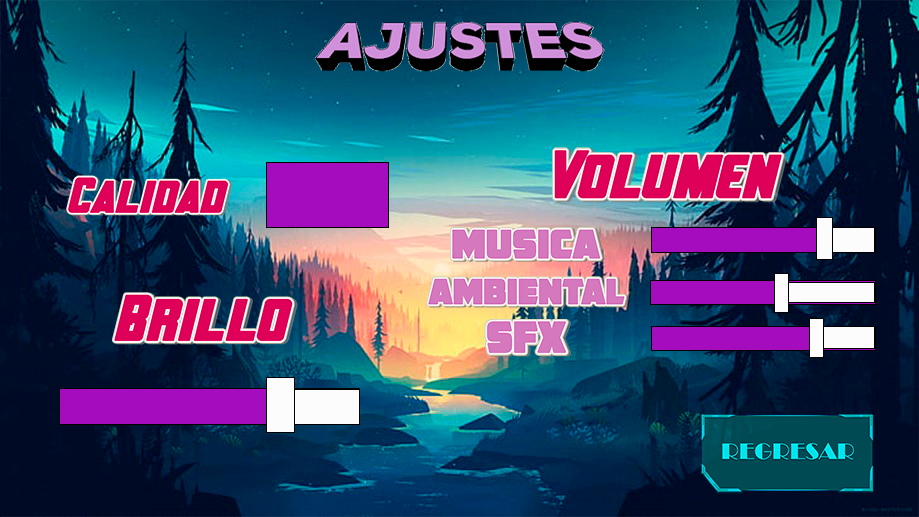 AJUSTES
CALIDAD
VOLUMEN
MUSICA
AMBIENTAL
SFX
BRILLO
REGRESAR